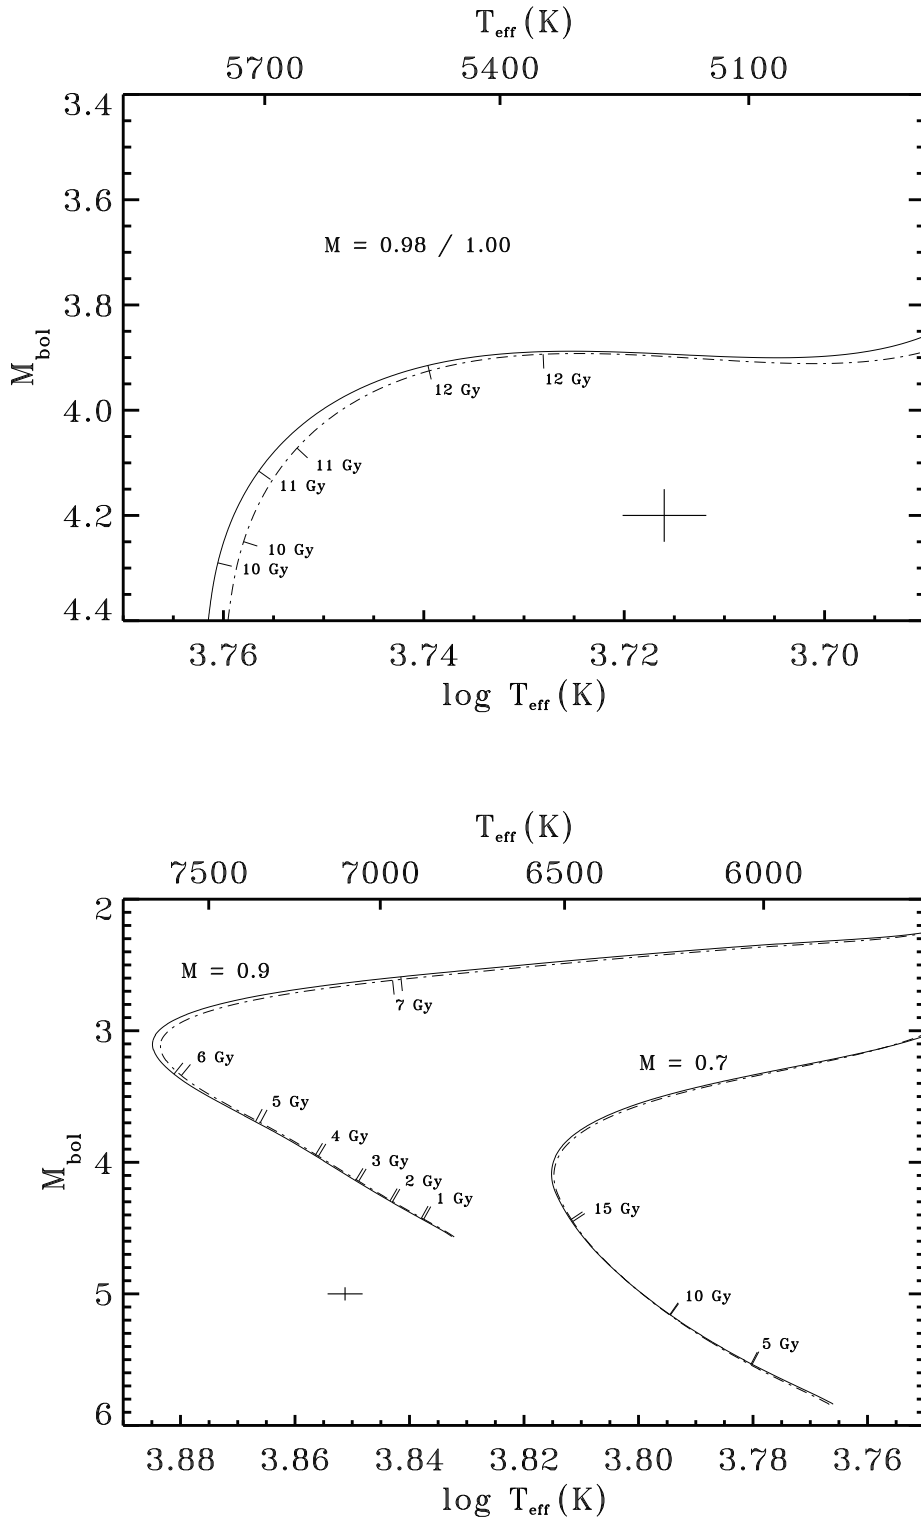 T_eff (K)
5700 5400 5100
3.4
3.6
M = 0.98 / 1.00
3.8
M_bol
12 Gy
12 Gy
4.0
11 Gy
11 Gy
4.2
10 Gy
10 Gy
4.4
3.76 3.74 3.72 3.70
log T_eff (K)
T_eff (K)
7500 7000 6500 6000
2
M = 0.9
7 Gy
3
6 Gy
M = 0.7
5 Gy
4 Gy
M_bol
4
3 Gy
2 Gy
1 Gy
15 Gy
5
10 Gy
5 Gy
6
3.88 3.86 3.84 3.82 3.80 3.78 3.76
log T_eff (K)